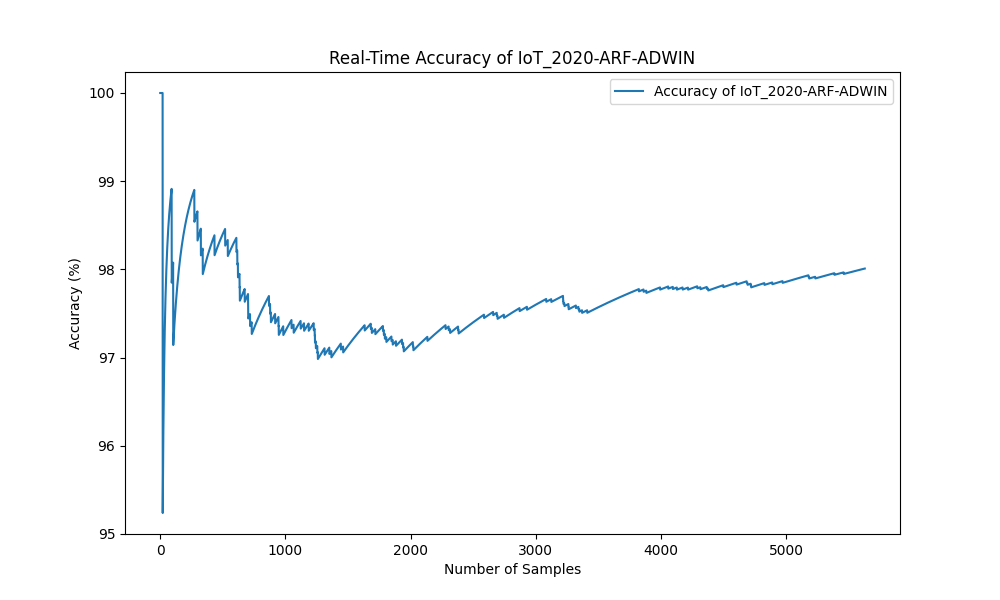 Real-Time Accuracy of IoT_2020-ARF-ADWIN
Accuracy of IoT_2020-ARF-ADWIN
Accuracy (%)
100
99
98
97
96
95
0 1000 2000 3000 4000 5000
Number of Samples